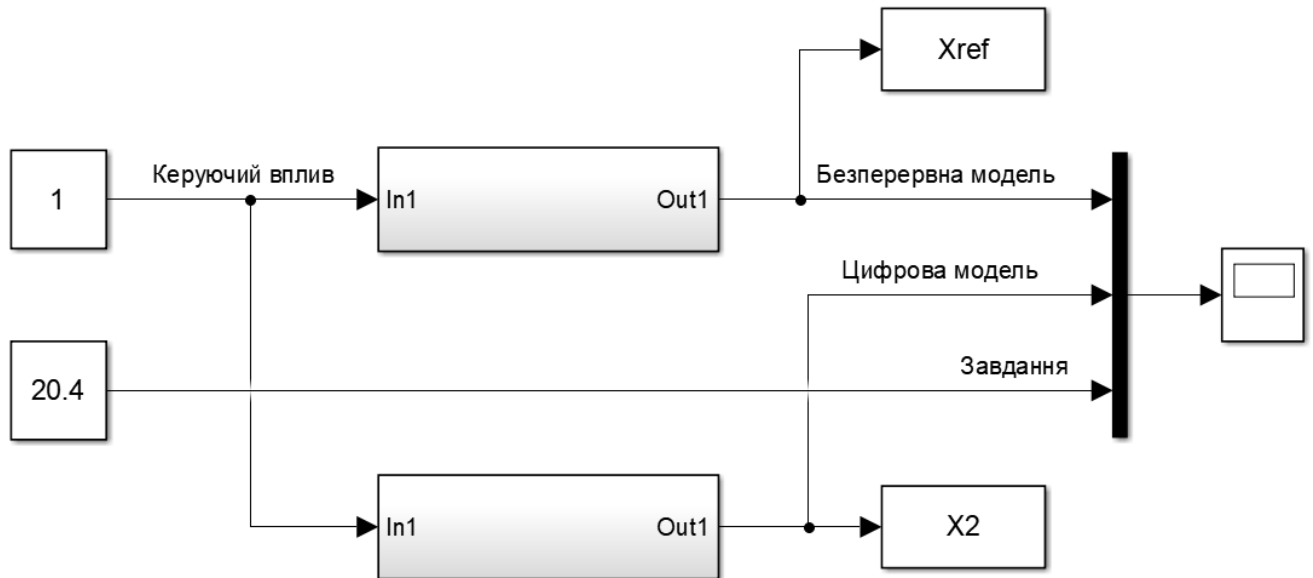 Xref
1
Керуючий вплив
In1
Out1
Безперервна модель
Цифрова модель
20.4
Завдання
In1
Out1
X2